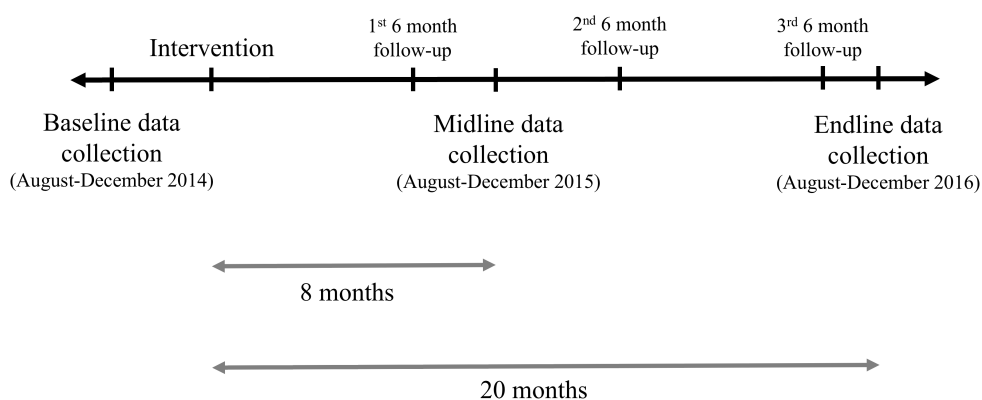 Intervention
1st 6 month
follow-up
2nd 6 month
follow-up
3rd 6 month
follow-up
Baseline data
collection
(August-December 2014)
Midline data
collection
(August-December 2015)
Endline data
collection
(August-December 2016)
8 months
20 months